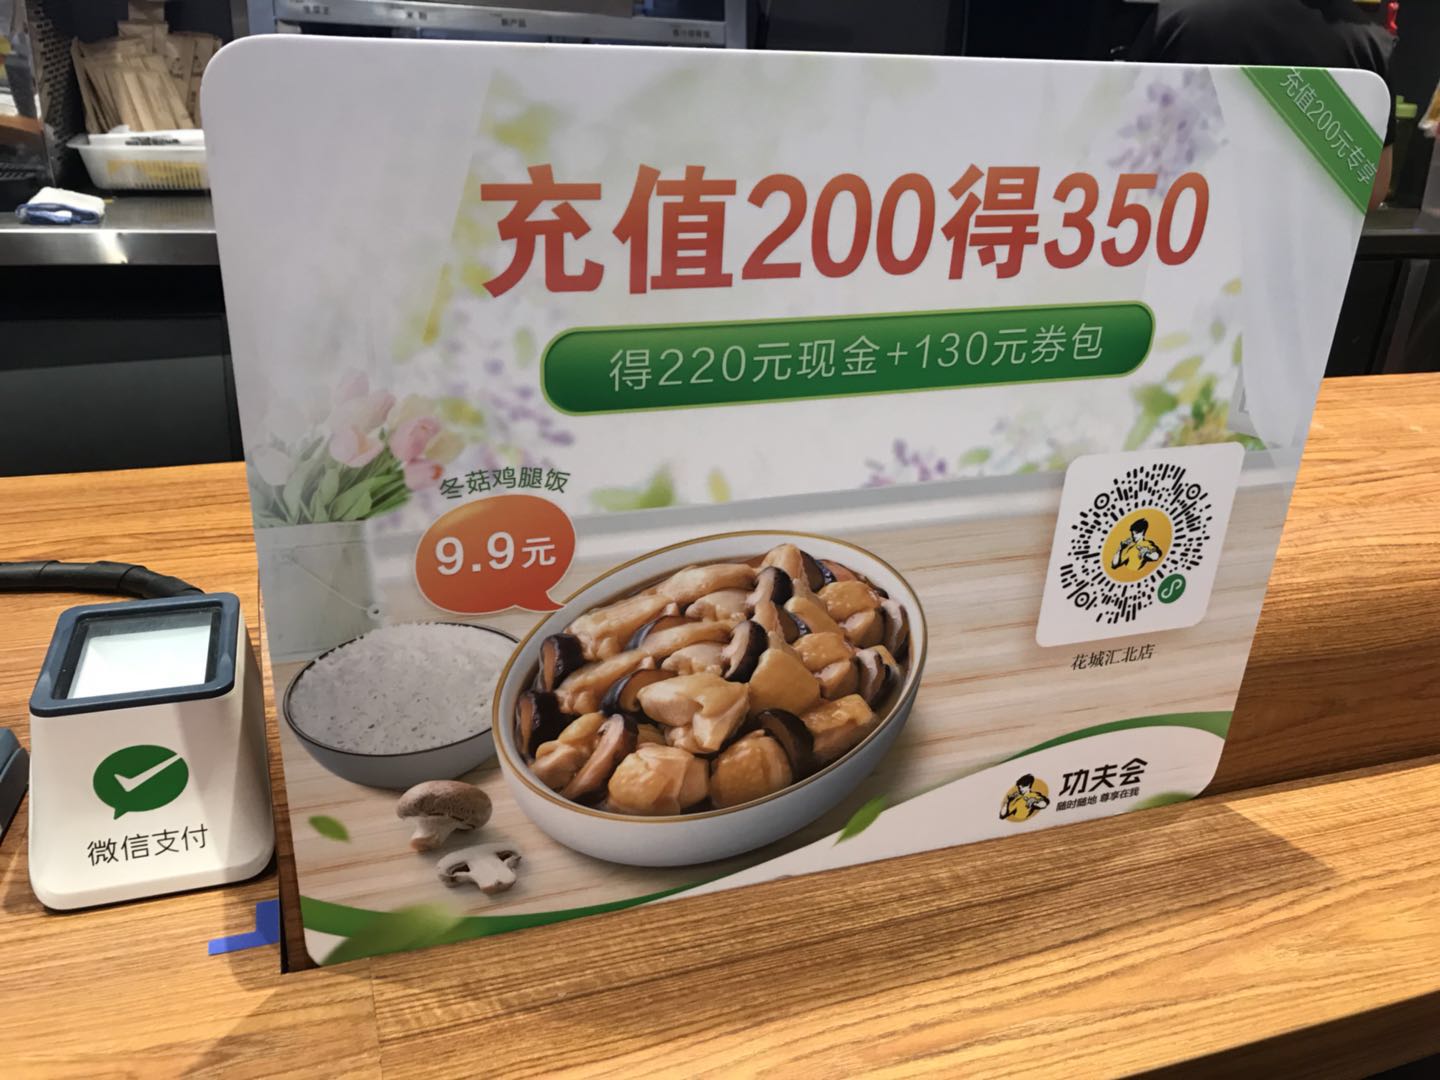 新产品
充值200元专享
充值200得350
得220元现金+130元券包
冬菇鸡腿饭
9.9元
花城汇北店
功夫会
随时随地 尊享在我
微信支付